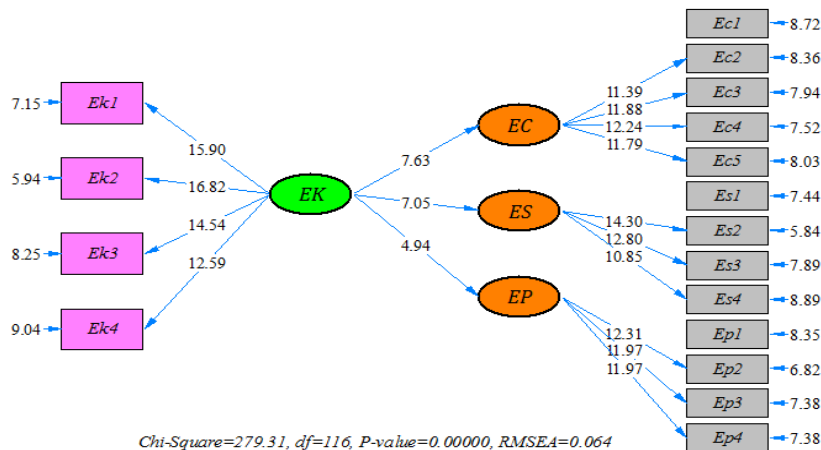 Ec1 8.72
Ec2 8.36
11.39
Ek1 7.15
11.88
Ec3 7.94
EC
12.24
Ec4 7.52
15.90
11.79
7.63
Ec5 8.03
Ek2 5.94
16.82
EK
7.05
Es1 7.44
ES
14.30
Es2 5.84
14.54
12.80
Ek3 8.25
4.94
10.85
Es3 7.89
12.59
EP
Es4 8.89
Ek4 9.04
12.31
Ep1 8.35
11.97
11.97
Ep2 6.82
Ep3 7.38
Ep4 7.38
Chi-Square=279.31, df=116, P-value=0.00000, RMSEA=0.064